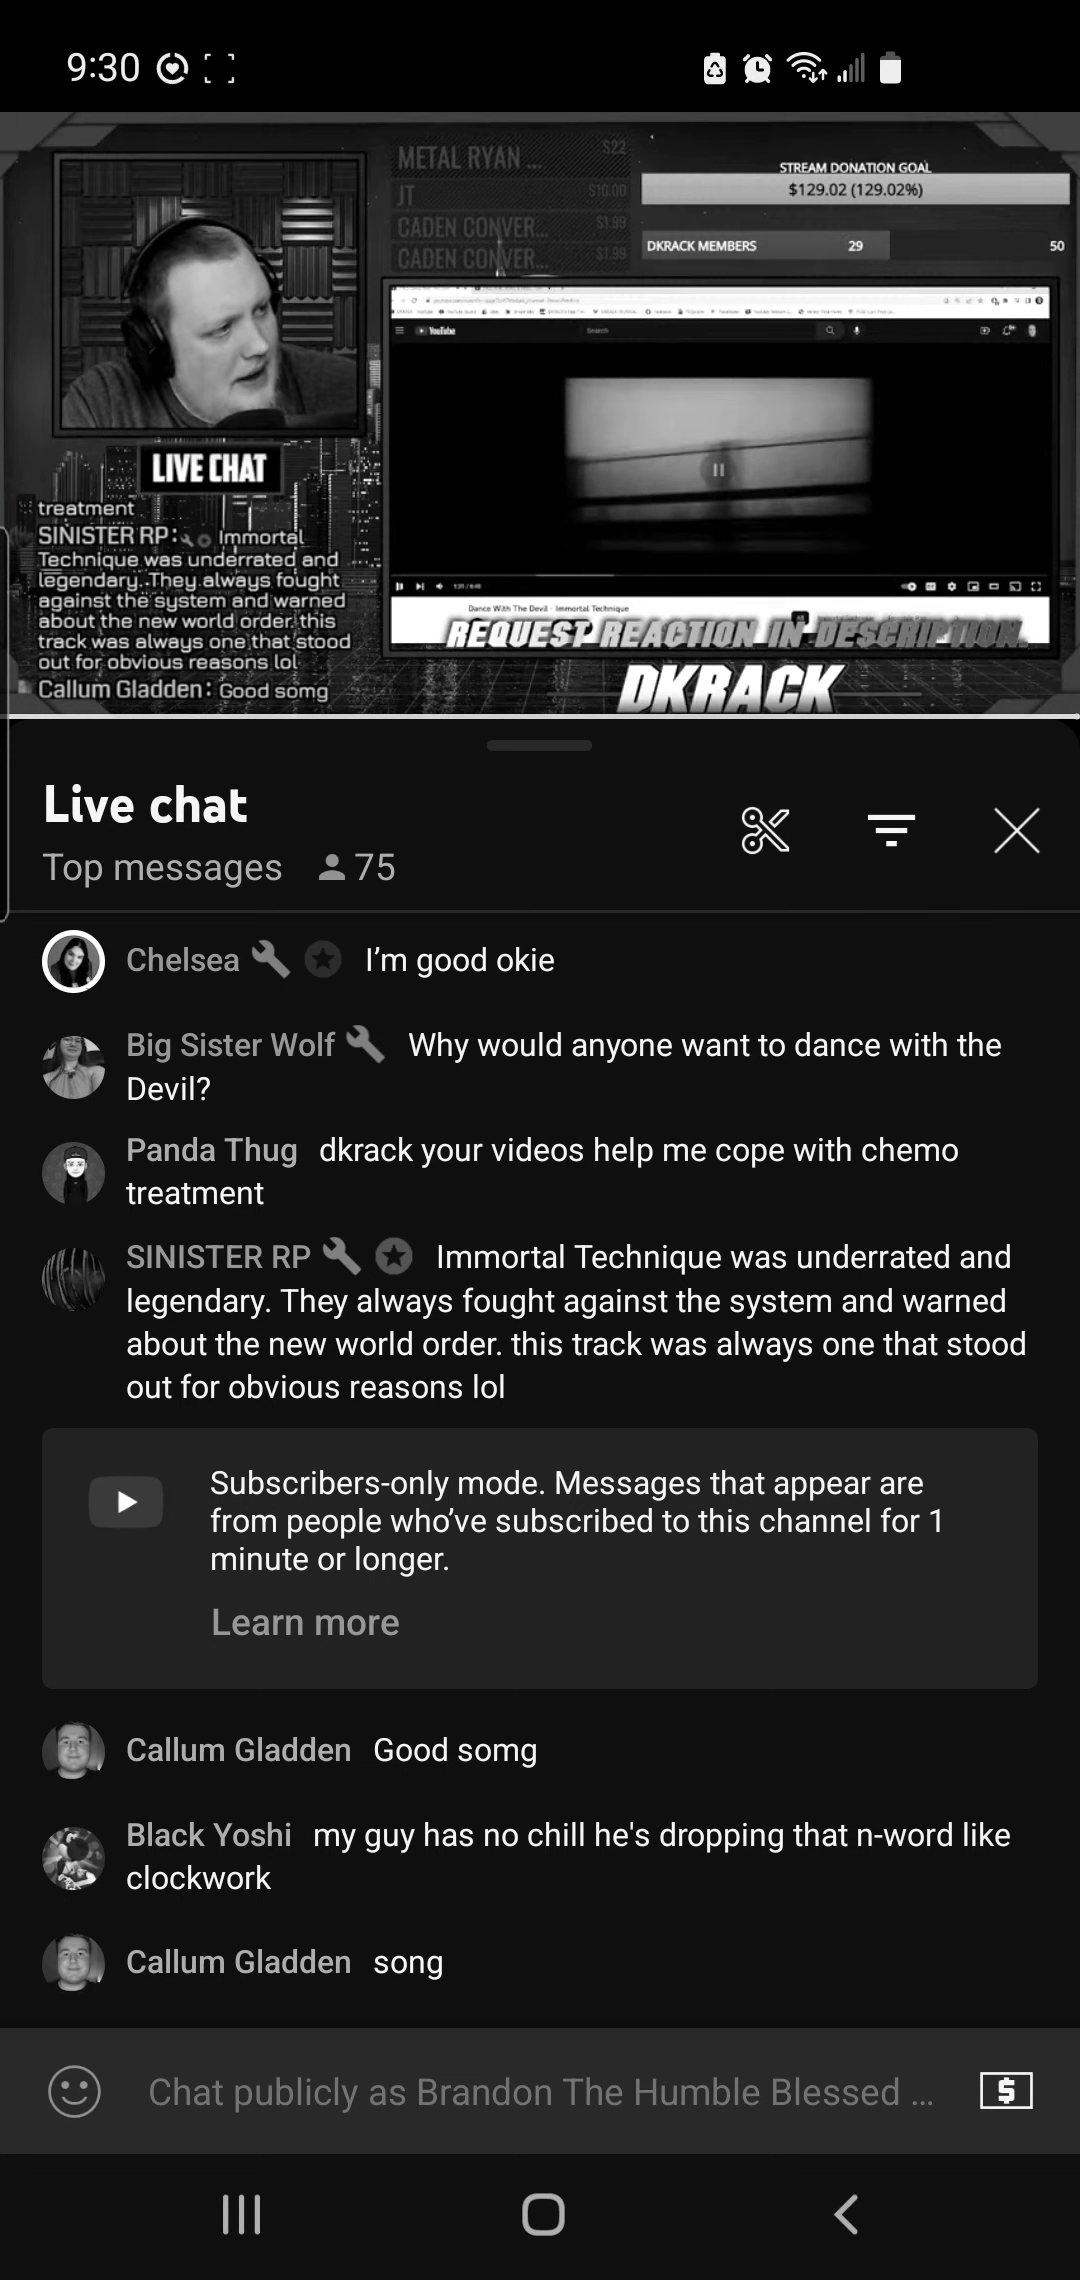 9:30
METAL RYAN ... $22
JT $10.00
CADEN CONVER... $1.99
CADEN CONVER... $1.99
STREAM DONATION GOAL
$129.02 (129.02%)
DKRACK MEMBERS 29 50
YouTube
Search
Dance With The Devil - Immortal Technique
REQUEST REACTION IN DESCRIPTION.
DKRACK
LIVE CHAT
treatment
SINISTER RP: Immortal
Technique was underrated and
legendary. They always fought
against the system and warned
about the new world order. this
track was always one that stood
out for obvious reasons lol
Callum Gladden: Good somg
Live chat
Top messages 75
Chelsea I’m good okie
Big Sister Wolf Why would anyone want to dance with the
Devil?
Panda Thug dkrack your videos help me cope with chemo
treatment
SINISTER RP Immortal Technique was underrated and
legendary. They always fought against the system and warned
about the new world order. this track was always one that stood
out for obvious reasons lol
Subscribers-only mode. Messages that appear are
from people who’ve subscribed to this channel for 1
minute or longer.
Learn more
Callum Gladden Good somg
Black Yoshi my guy has no chill he's dropping that n-word like
clockwork
Callum Gladden song
Chat publicly as Brandon The Humble Blessed ...
$